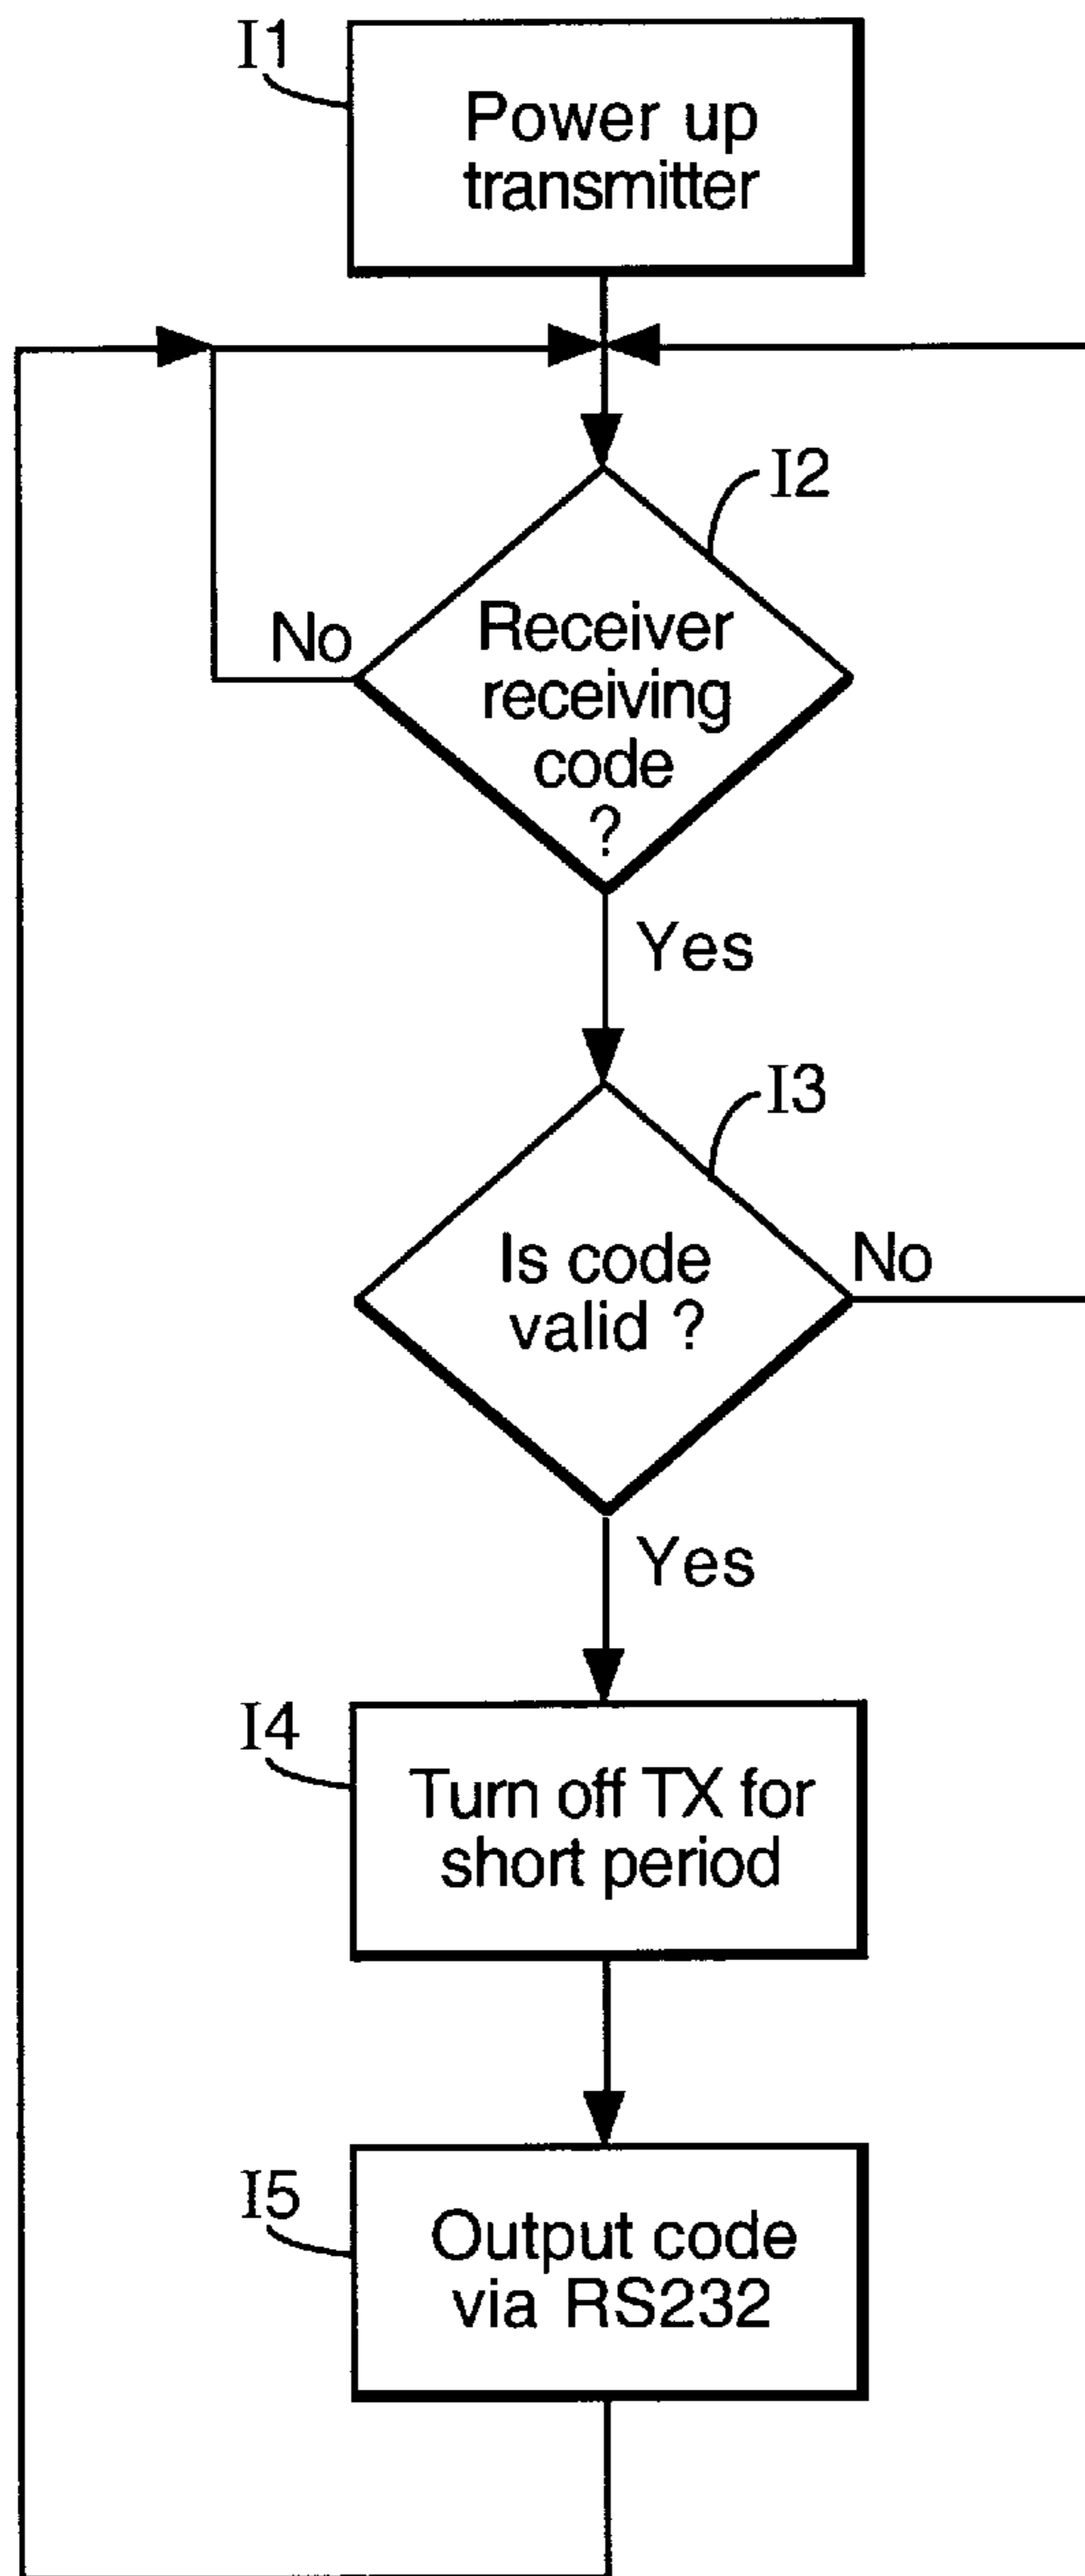 I1
Power up
transmitter
I2
Receiver
receiving
code
?
No
Yes
I3
Is code
valid ?
No
Yes
I4
Turn off TX for
short period
I5
Output code
via RS232